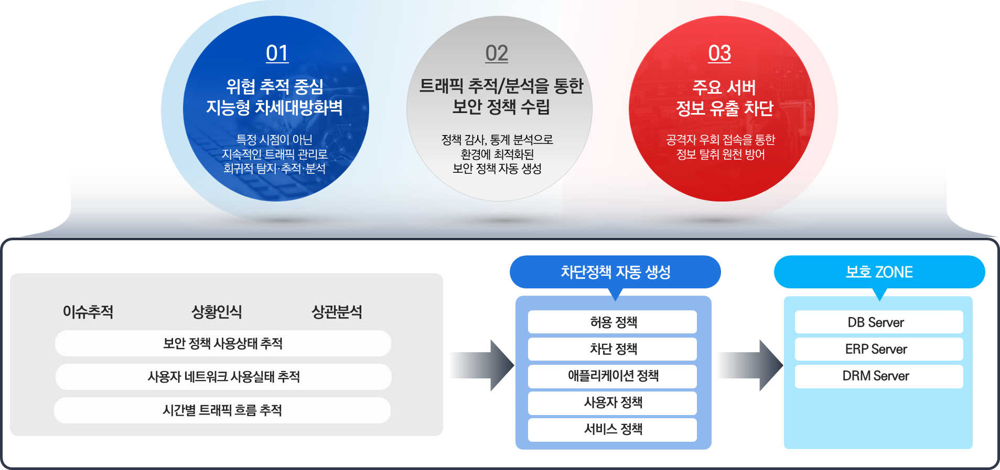 01
위협 추적 중심
지능형 차세대방화벽
특정 시점이 아닌
지속적인 트래픽 관리로
회귀적 탐지·추적·분석
02
트래픽 추적/분석을 통한
보안 정책 수립
정책 감사, 통계 분석으로
환경에 최적화된
보안 정책 자동 생성
03
주요 서버
정보 유출 차단
공격자 우회 접속을 통한
정보 탈취 원천 방어
이슈추적 상황인식 상관분석
보안 정책 사용상태 추적
사용자 네트워크 사용실태 추적
시간별 트래픽 흐름 추적
차단정책 자동 생성
허용 정책
차단 정책
애플리케이션 정책
사용자 정책
서비스 정책
보호 ZONE
DB Server
ERP Server
DRM Server